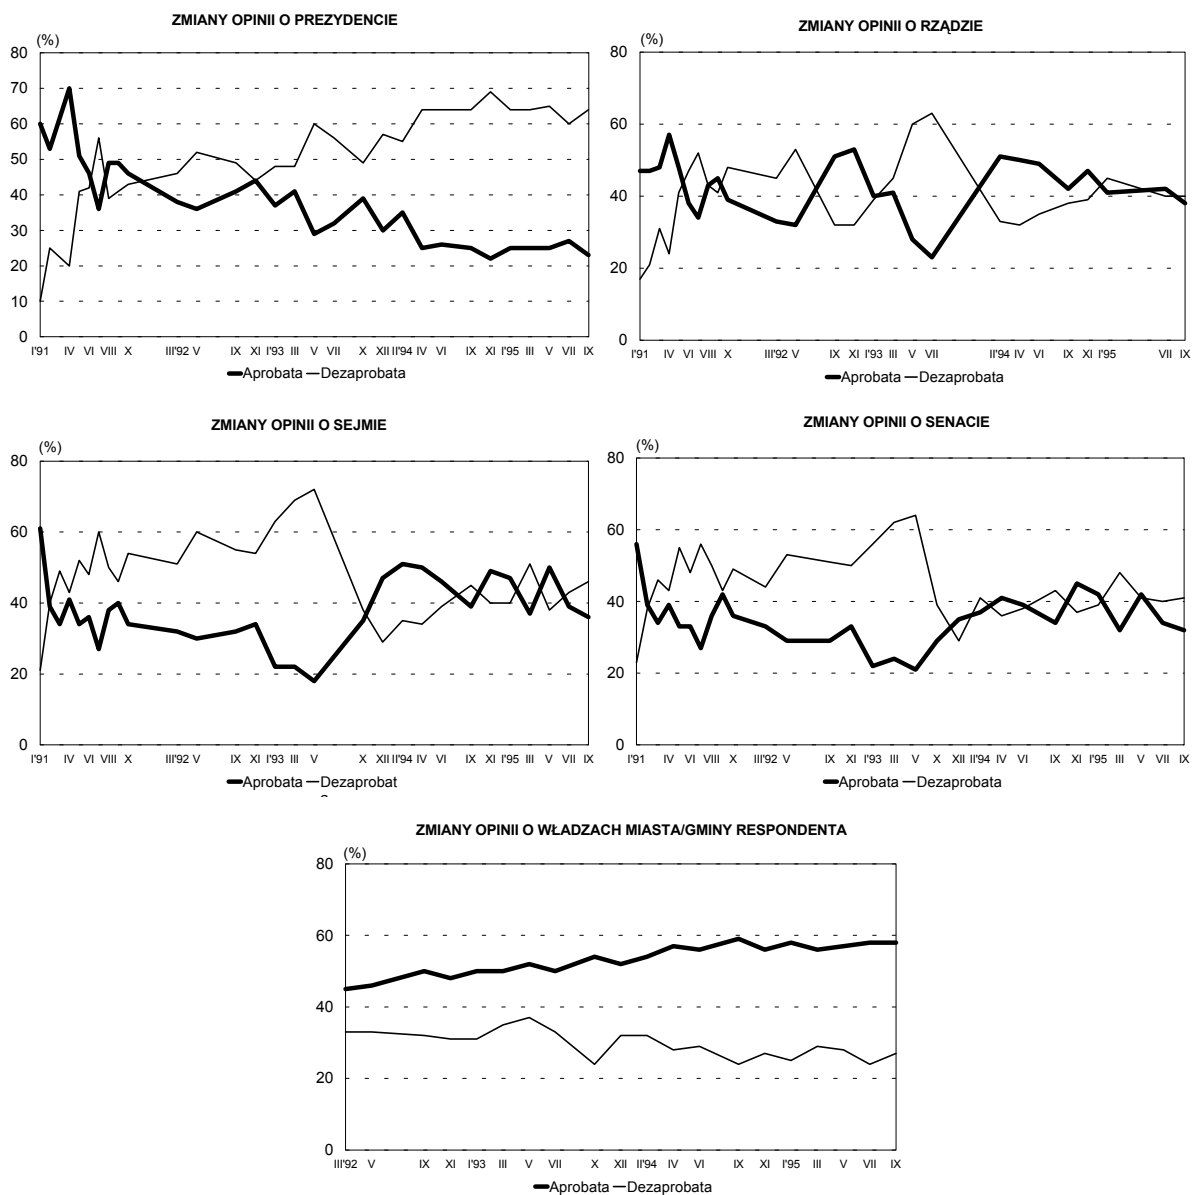 ZMIANY OPINII O PREZYDENCIE
(%)
80
70
60
50
40
30
20
10
0
I'91 IV VI VIII X III'92 V IX XI I'93 III V VII X XII II'94 IV VI IX XI I'95 III V VII IX
Aprobata Dezaprobata
ZMIANY OPINII O RZĄDZIE
(%)
80
60
40
20
0
I'91 IV VI VIII X III'92 V IX XI I'93 III V VII II'94 IV VI IX XI I'95 VII IX
Aprobata Dezaprobata
ZMIANY OPINII O SEJMIE
(%)
80
60
40
20
0
I'91 IV VI VIII X III'92 V IX XI I'93 III V X XII II'94 IV VI IX XI I'95 III V VII IX
Aprobata Dezaprobat
ZMIANY OPINII O SENACIE
(%)
80
60
40
20
0
I'91 IV VI VIII X III'92 V IX XI I'93 III V X XII II'94 IV VI IX XI I'95 III V VII IX
Aprobata Dezaprobata
ZMIANY OPINII O WŁADZACH MIASTA/GMINY RESPONDENTA
(%)
80
60
40
20
0
III'92 V IX XI I'93 III V VII X XII II'94 IV VI IX XI I'95 III V VII IX
Aprobata Dezaprobata